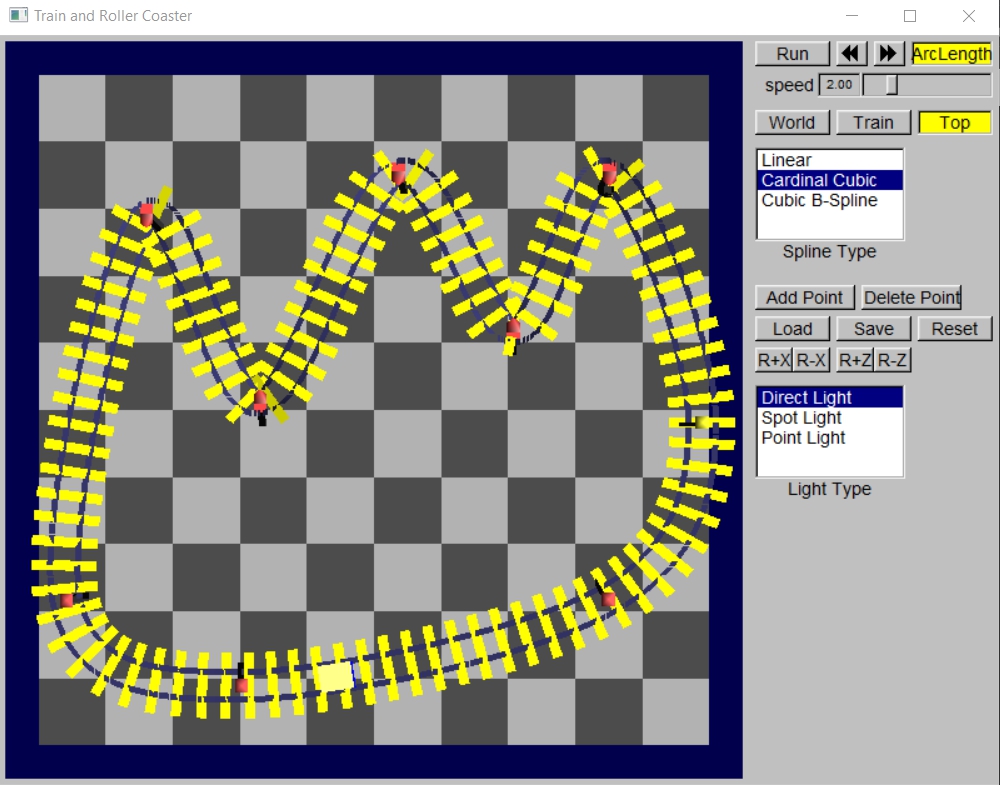 Train and Roller Coaster
Run ArcLength
speed 2.00
World Train Top
Linear
Cardinal Cubic
Cubic B-Spline
Spline Type
Add Point Delete Point
Load Save Reset
R+X R-X R+Z R-Z
Direct Light
Spot Light
Point Light
Light Type